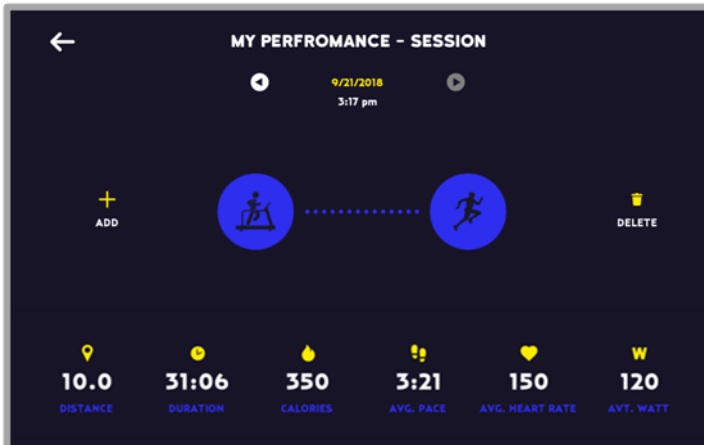 MY PERFROMANCE - SESSION
9/21/2018
3:17 pm
ADD
DELETE
W
10.0 31:06 350 3:21 150 120
DISTANCE DURATION CALORIES AVG. PACE AVG. HEART RATE AVT. WATT